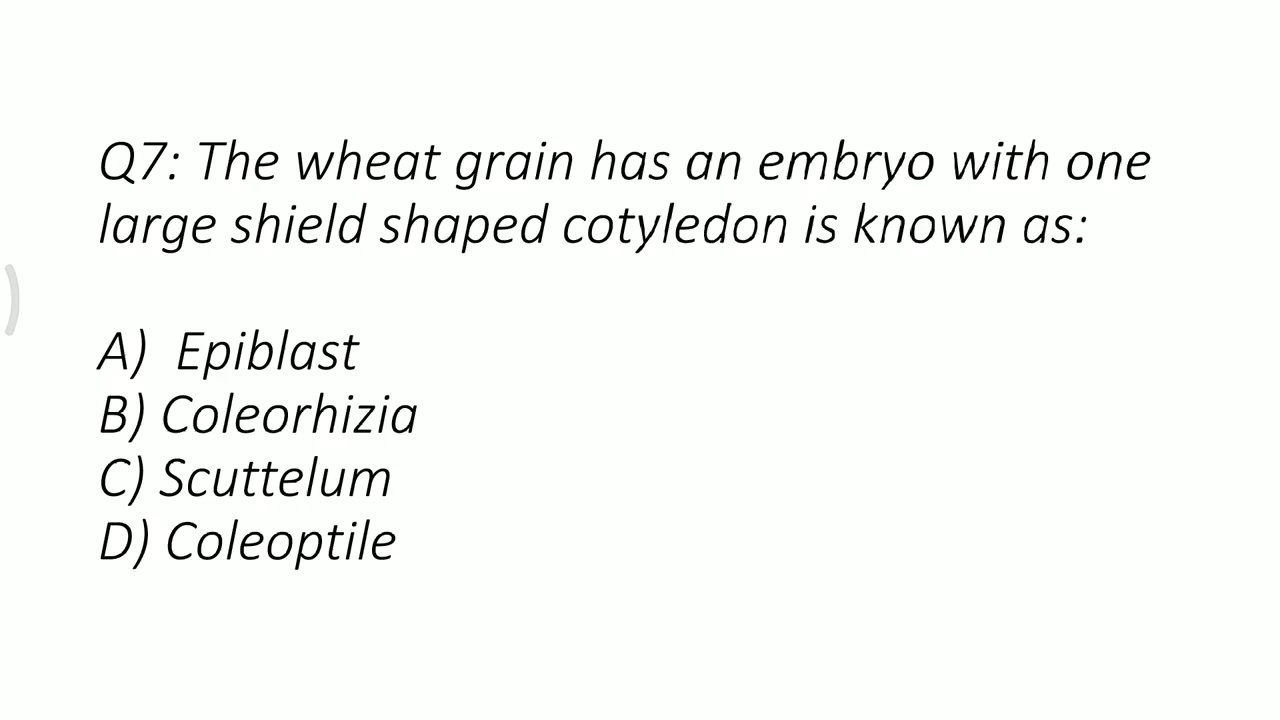 Q7: The wheat grain has an embryo with one
large shield shaped cotyledon is known as:
A) Epiblast
B) Coleorhizia
C) Scuttelum
D) Coleoptile